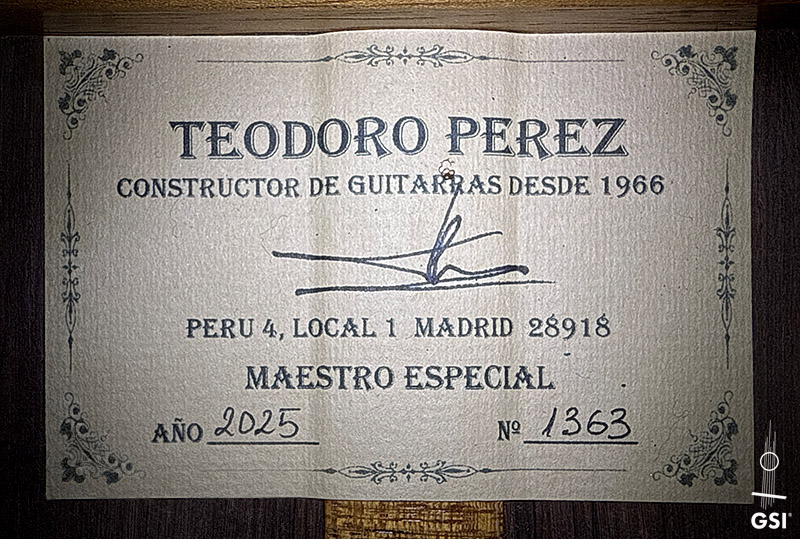 TEODORO PEREZ
CONSTRUCTOR DE GUITARRAS DESDE 1966
PERU 4, LOCAL 1 MADRID 28918
MAESTRO ESPECIAL
AÑO 2025 Nº 1363
GSI